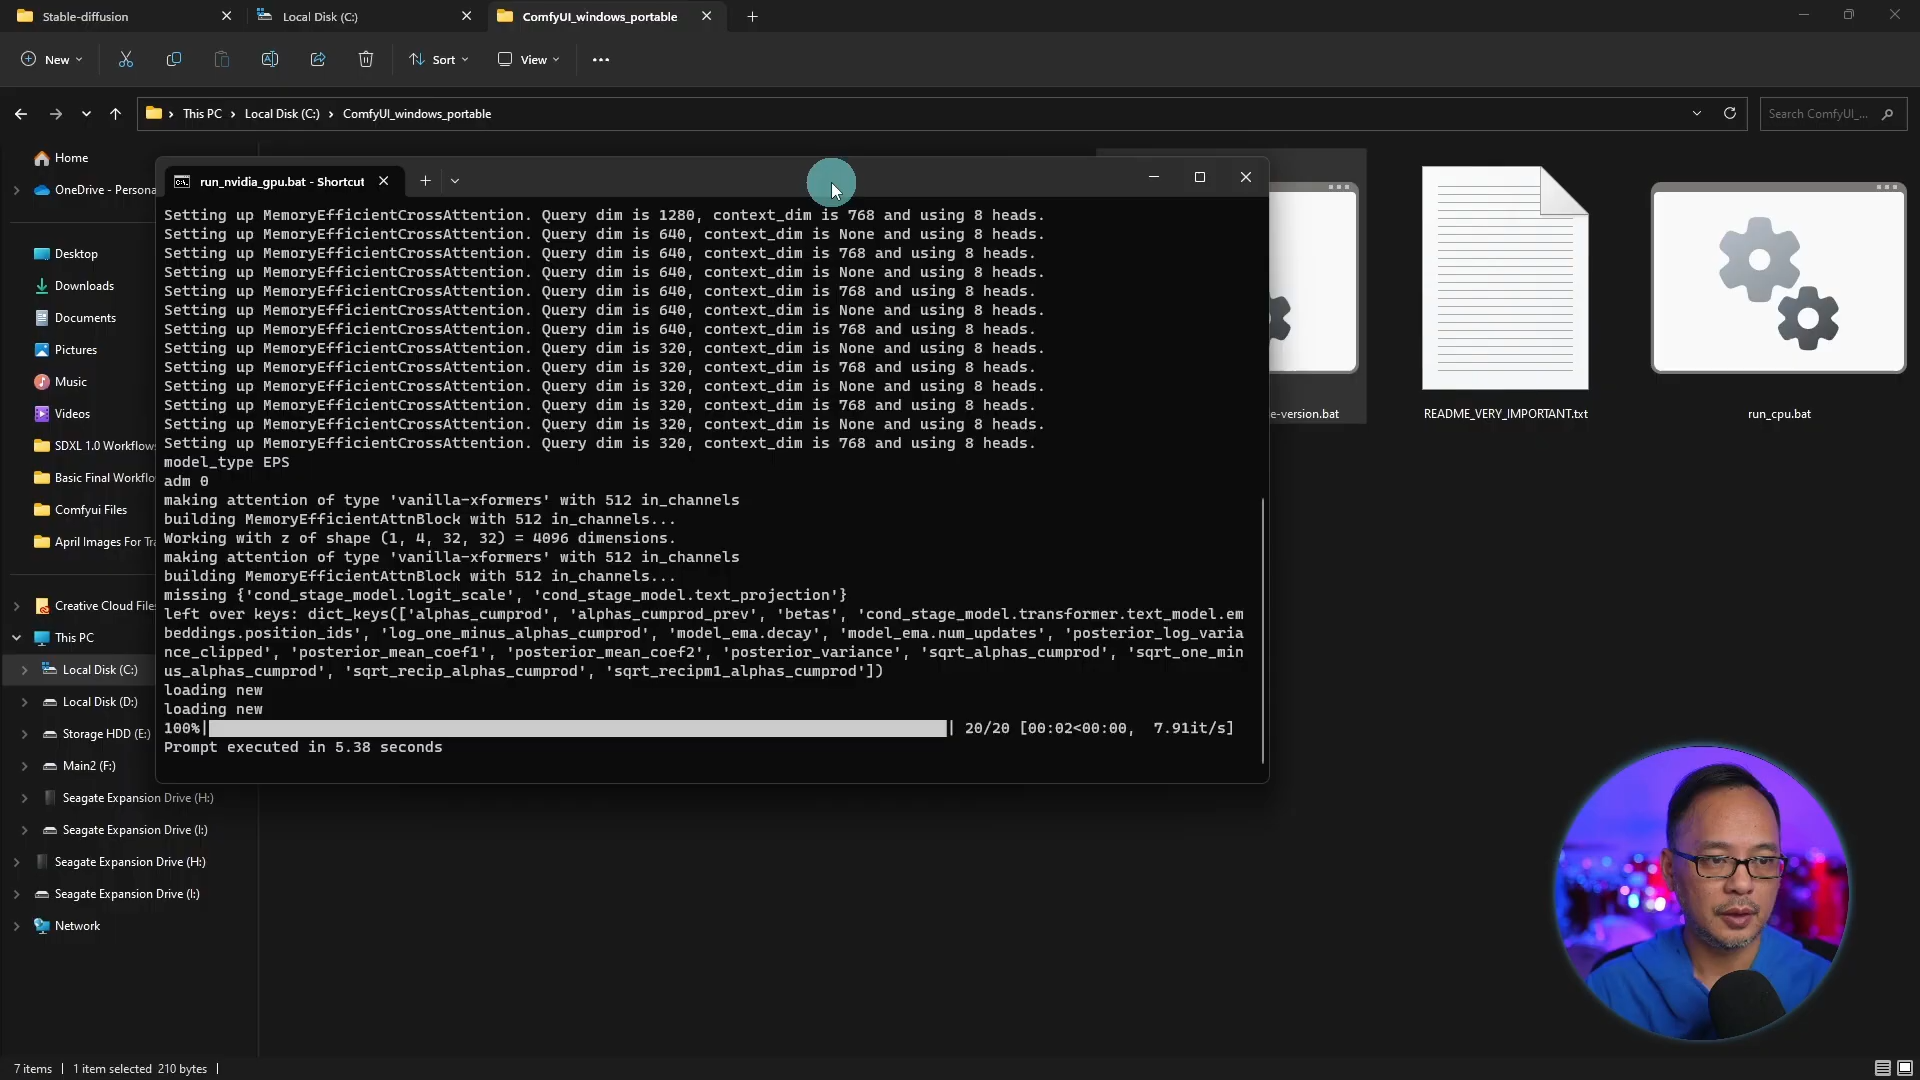 Stable-diffusion
Local Disk (C:)
ComfyUI_windows_portable
New
Sort
View
This PC
Local Disk (C:)
ComfyUI_windows_portable
Search ComfyUI_...
Home
OneDrive - Persona
Desktop
Downloads
Documents
Pictures
Music
Videos
SDXL 1.0 Workflow
Basic Final Workflo
Comfyui Files
April Images For Tra
Creative Cloud File
This PC
Local Disk (C:)
Local Disk (D:)
Storage HDD (E:)
Main2 (F:)
Seagate Expansion Drive (H:)
Seagate Expansion Drive (I:)
Seagate Expansion Drive (H:)
Seagate Expansion Drive (I:)
Network
run_nvidia_gpu.bat - Shortcut
Setting up MemoryEfficientCrossAttention. Query dim is 1280, context_dim is 768 and using 8 heads.
Setting up MemoryEfficientCrossAttention. Query dim is 640, context_dim is None and using 8 heads.
Setting up MemoryEfficientCrossAttention. Query dim is 640, context_dim is 768 and using 8 heads.
Setting up MemoryEfficientCrossAttention. Query dim is 640, context_dim is None and using 8 heads.
Setting up MemoryEfficientCrossAttention. Query dim is 640, context_dim is 768 and using 8 heads.
Setting up MemoryEfficientCrossAttention. Query dim is 640, context_dim is None and using 8 heads.
Setting up MemoryEfficientCrossAttention. Query dim is 640, context_dim is 768 and using 8 heads.
Setting up MemoryEfficientCrossAttention. Query dim is 320, context_dim is None and using 8 heads.
Setting up MemoryEfficientCrossAttention. Query dim is 320, context_dim is 768 and using 8 heads.
Setting up MemoryEfficientCrossAttention. Query dim is 320, context_dim is None and using 8 heads.
Setting up MemoryEfficientCrossAttention. Query dim is 320, context_dim is 768 and using 8 heads.
Setting up MemoryEfficientCrossAttention. Query dim is 320, context_dim is None and using 8 heads.
Setting up MemoryEfficientCrossAttention. Query dim is 320, context_dim is 768 and using 8 heads.
model_type EPS
adm 0
making attention of type 'vanilla-xformers' with 512 in_channels
building MemoryEfficientAttnBlock with 512 in_channels...
Working with z of shape (1, 4, 32, 32) = 4096 dimensions.
making attention of type 'vanilla-xformers' with 512 in_channels
building MemoryEfficientAttnBlock with 512 in_channels...
missing {'cond_stage_model.logit_scale', 'cond_stage_model.text_projection'}
left over keys: dict_keys(['alphas_cumprod', 'alphas_cumprod_prev', 'betas', 'cond_stage_model.transformer.text_model.em
beddings.position_ids', 'log_one_minus_alphas_cumprod', 'model_ema.decay', 'model_ema.num_updates', 'posterior_log_varia
nce_clipped', 'posterior_mean_coef1', 'posterior_mean_coef2', 'posterior_variance', 'sqrt_alphas_cumprod', 'sqrt_one_min
us_alphas_cumprod', 'sqrt_recip_alphas_cumprod', 'sqrt_recipm1_alphas_cumprod'])
loading new
loading new
100%| | 20/20 [00:02<00:00, 7.91it/s]
Prompt executed in 5.38 seconds
e-version.bat
README_VERY_IMPORTANT.txt
run_cpu.bat
7 items | 1 item selected 210 bytes |